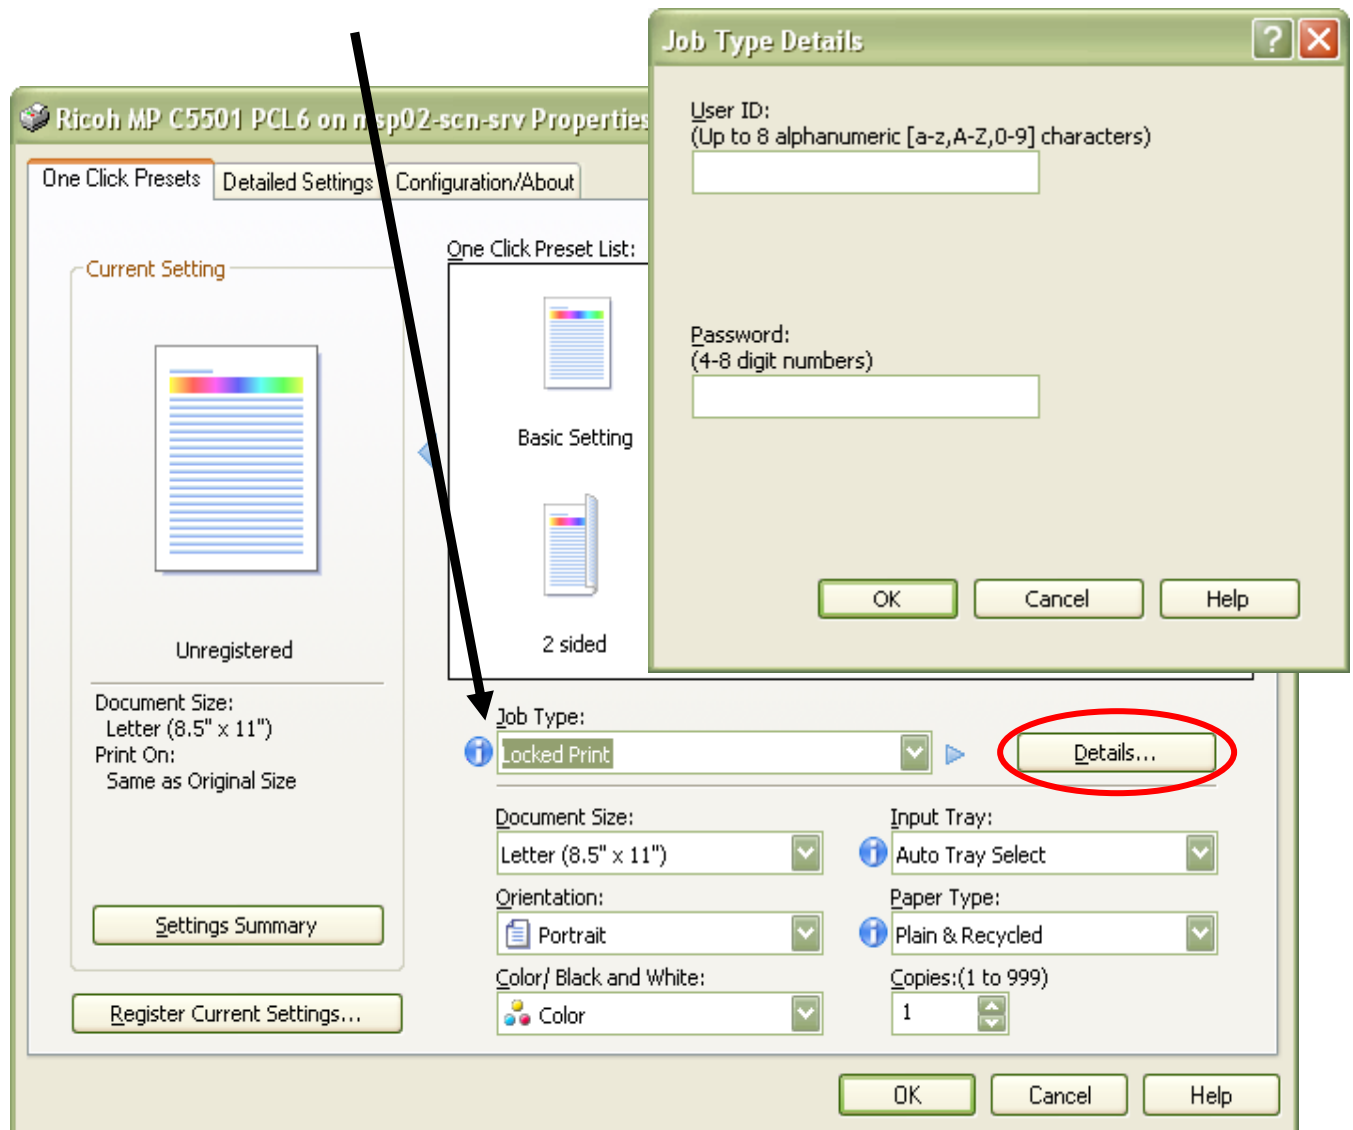 Job Type Details
User ID:
(Up to 8 alphanumeric [a-z,A-Z,0-9] characters)
Password:
(4-8 digit numbers)
OK Cancel Help
Ricoh MP C5501 PCL6 on msp02-scn-srv Properties
One Click Presets Detailed Settings Configuration/About
Current Setting
Unregistered
Document Size:
Letter (8.5" x 11")
Print On:
Same as Original Size
Settings Summary
Register Current Settings...
One Click Preset List:
Basic Setting
2 sided
Job Type:
Locked Print
Details...
Document Size:
Letter (8.5" x 11")
Input Tray:
Auto Tray Select
Orientation:
Portrait
Paper Type:
Plain & Recycled
Color/ Black and White:
Color
Copies:(1 to 999)
1
OK Cancel Help